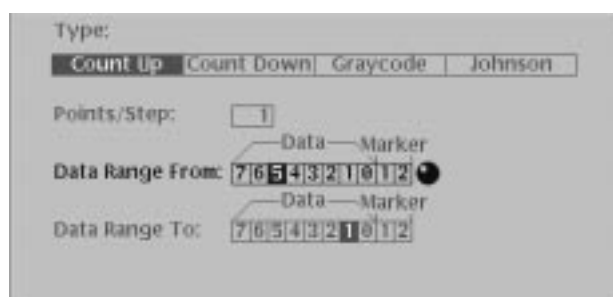 Type:
Count Up Count Down Graycode Johnson
Points/Step: 1
Data Marker
Data Range From: 7 6 5 4 3 2 1 0 1 2
Data Marker
Data Range To: 7 6 5 4 3 2 1 0 1 2